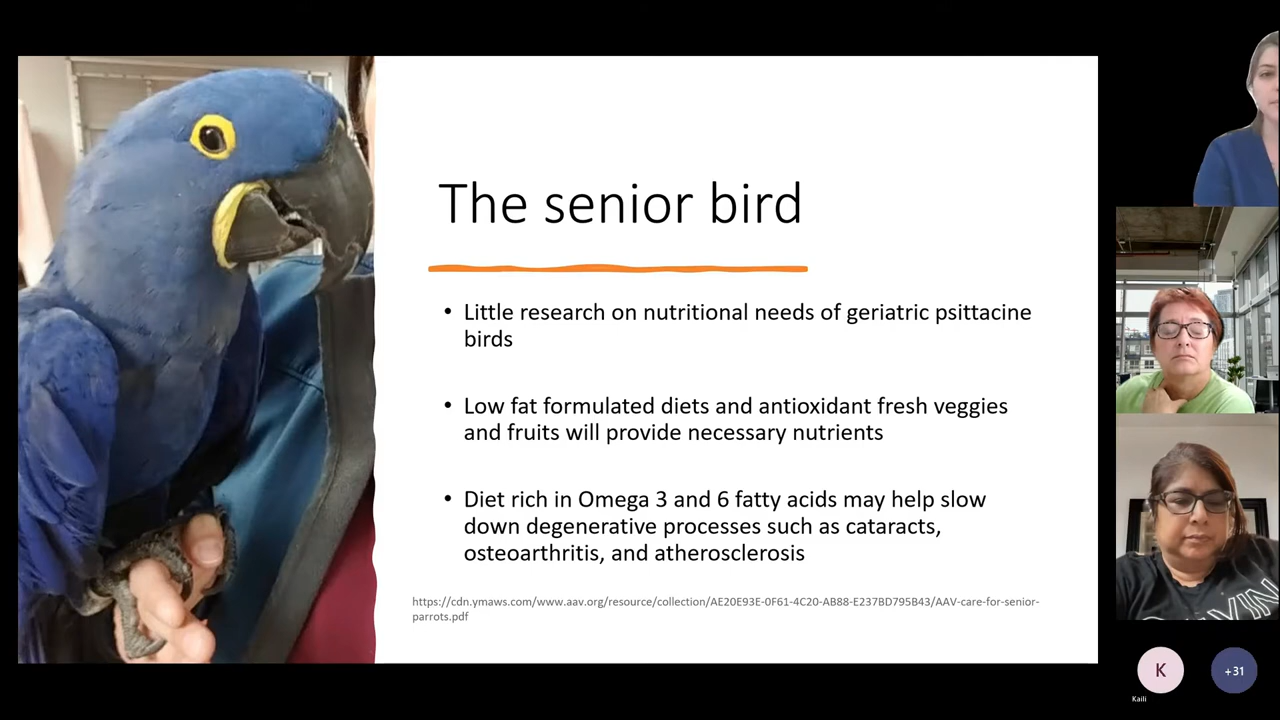 The senior bird
• Little research on nutritional needs of geriatric psittacine
birds
• Low fat formulated diets and antioxidant fresh veggies
and fruits will provide necessary nutrients
• Diet rich in Omega 3 and 6 fatty acids may help slow
down degenerative processes such as cataracts,
osteoarthritis, and atherosclerosis
https://cdn.ymaws.com/www.aav.org/resource/collection/AE20E93E-0F61-4C20-AB88-E237BD795B43/AAV-care-for-senior-
parrots.pdf
K
Kaili
+31